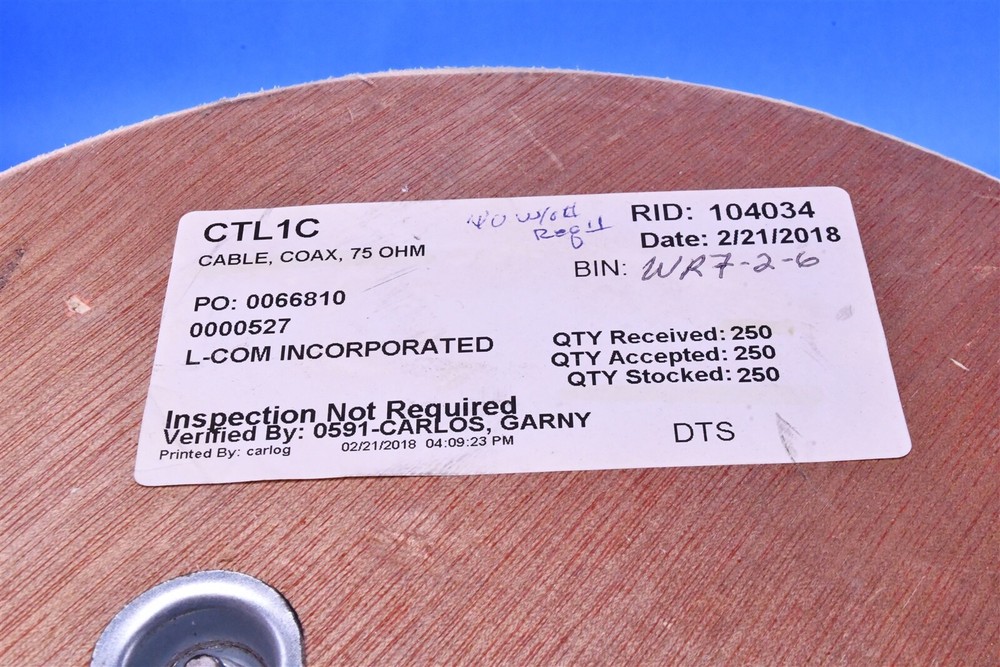 CTL1C
CABLE, COAX, 75 OHM
Req
RID: 104034
Date: 2/21/2018
BIN: WR7-2-6
PO: 0066810
0000527
L-COM INCORPORATED
QTY Received: 250
QTY Accepted: 250
QTY Stocked: 250
Inspection Not Required
Verified By: 0591-CARLOS, GARNY
Printed By: carlog 02/21/2018 04:09:23 PM
DTS